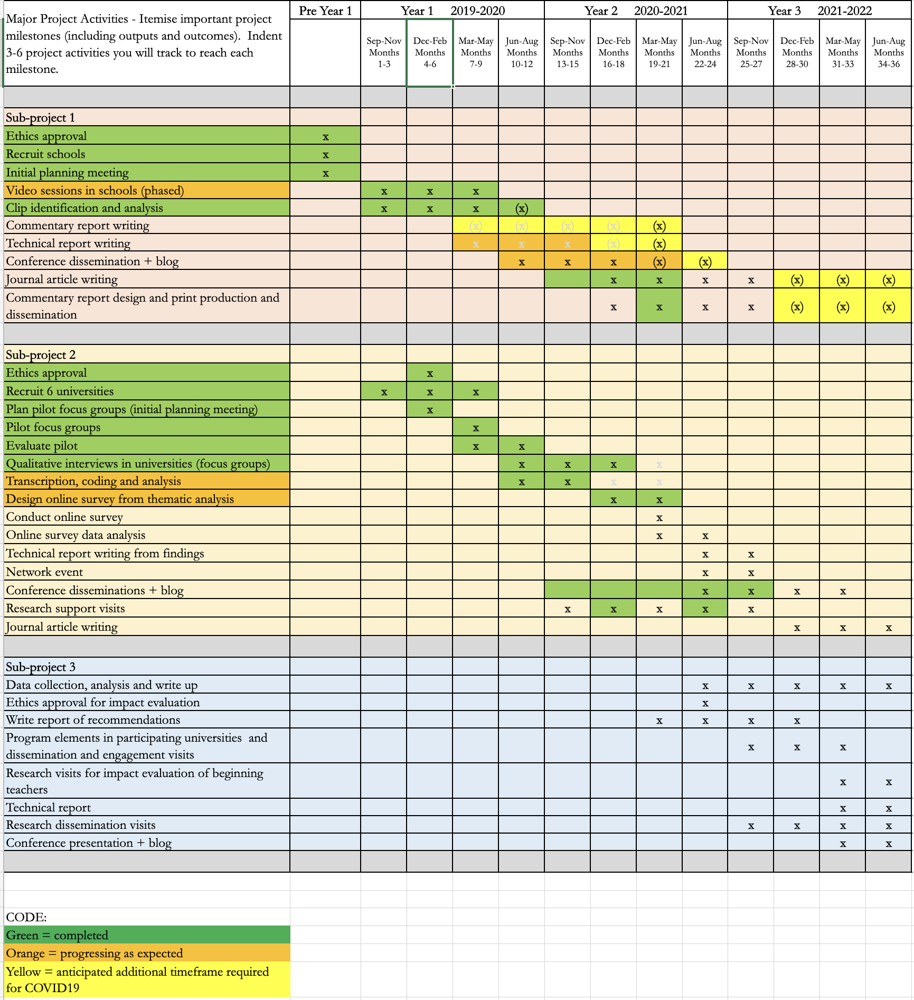 Major Project Activities - Itemise important project
milestones (including outputs and outcomes).  Indent
3-6 project activities you will track to reach each
milestone.
Pre Year 1
Year 1 2019-2020
Year 2 2020-2021
Year 3 2021-2022
Sep-Nov Months 1-3
Dec-Feb Months 4-6
Mar-May Months 7-9
Jun-Aug Months 10-12
Sep-Nov Months 13-15
Dec-Feb Months 16-18
Mar-May Months 19-21
Jun-Aug Months 22-24
Sep-Nov Months 25-27
Dec-Feb Months 28-30
Mar-May Months 31-33
Jun-Aug Months 34-36
Sub-project 1
Ethics approval x
Recruit schools x
Initial planning meeting x
Video sessions in schools (phased) x x x
Clip identification and analysis x x x (x)
Commentary report writing (x) (x) (x) (x) (x)
Technical report writing x x x (x) (x)
Conference dissemination + blog x x x (x) (x)
Journal article writing x x x x (x) (x) (x)
Commentary report design and print production and
dissemination x x x x (x) (x) (x)
Sub-project 2
Ethics approval x
Recruit 6 universities x x x
Plan pilot focus groups (initial planning meeting) x
Pilot focus groups x
Evaluate pilot x x
Qualitative interviews in universities (focus groups) x x x x
Transcription, coding and analysis x x x x
Design online survey from thematic analysis x x
Conduct online survey x
Online survey data analysis x x
Technical report writing from findings x x
Network event x x
Conference disseminations + blog x x x x
Research support visits x x x x x
Journal article writing x x x
Sub-project 3
Data collection, analysis and write up x x x x x
Ethics approval for impact evaluation x
Write report of recommendations x x x x
Program elements in participating universities  and
dissemination and engagement visits x x x
Research visits for impact evaluation of beginning
teachers x x
Technical report x x
Research dissemination visits x x x x
Conference presentation + blog x x
CODE:
Green = completed
Orange = progressing as expected
Yellow = anticipated additional timeframe required
for COVID19